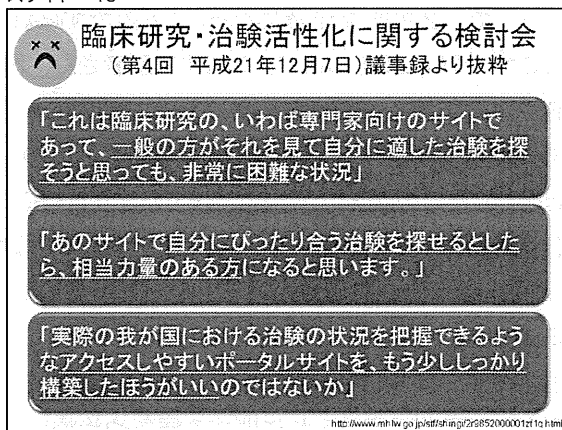 臨床研究・治験活性化に関する検討会
(第4回 平成21年12月7日)議事録より抜粋
「これは臨床研究の、いわば専門家向けのサイトで
あって、一般の方がそれを見て自分に適した治験を探
そうと思っても、非常に困難な状況」
「あのサイトで自分にぴったり合う治験を探せるとした
ら、相当力量のある方になると思います。」
「実際の我が国における治験の状況を把握できるよう
なアクセスしやすいポータルサイトを、もう少ししっかり
構築したほうがいいのではないか」